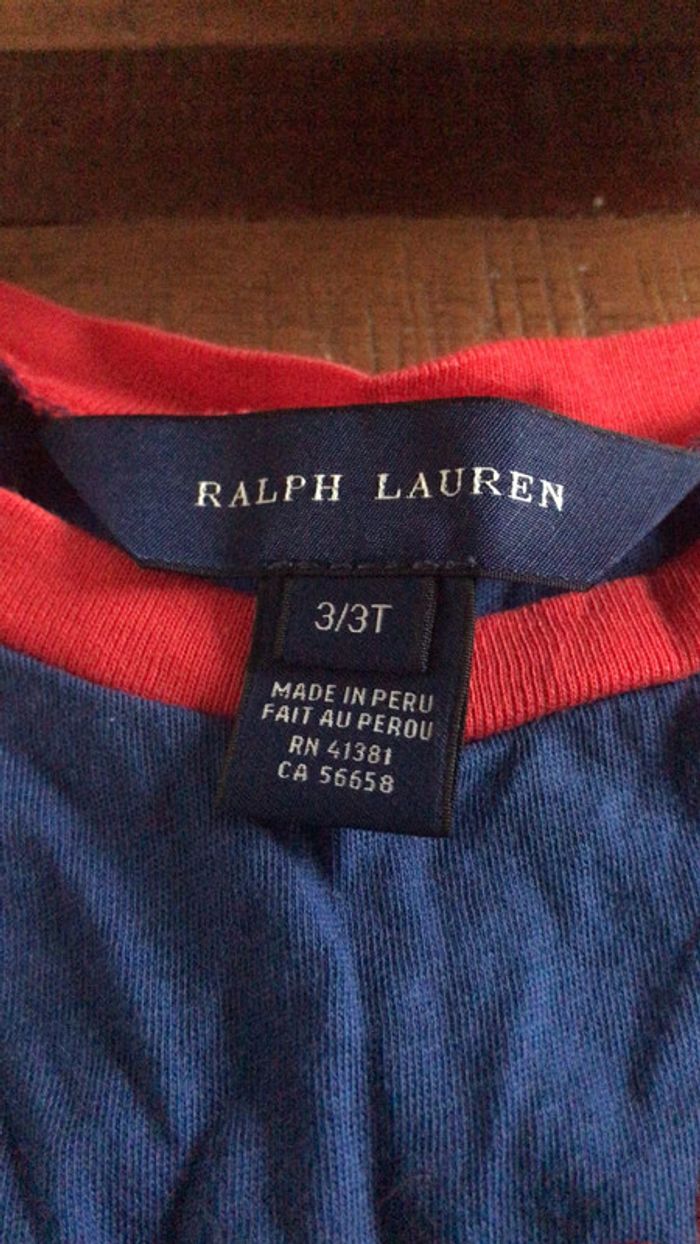 RALPH LAUREN
3/3T
MADE IN PERU
FAIT AU PEROU
RN 41381
CA 56658